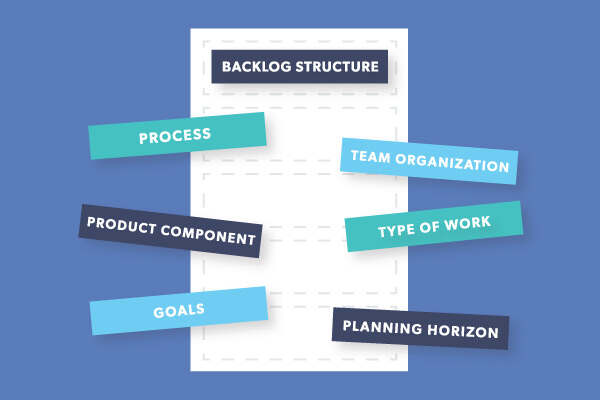 BACKLOG STRUCTURE
PROCESS
TEAM ORGANIZATION
PRODUCT COMPONENT
TYPE OF WORK
GOALS
PLANNING HORIZON